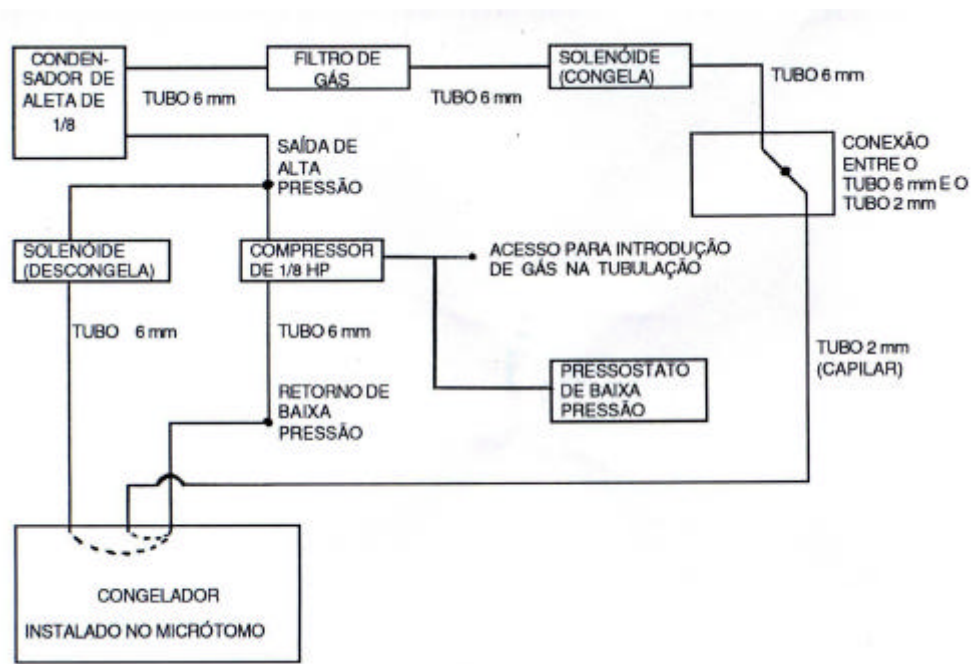 CONDEN-
SADOR DE
ALETA DE
1/8
TUBO 6 mm
FILTRO DE
GÁS
TUBO 6 mm
SOLENÓIDE
(CONGELA)
TUBO 6 mm
CONEXÃO
ENTRE O
TUBO 6 mm E O
TUBO 2 mm
SAÍDA DE
ALTA
PRESSÃO
SOLENÓIDE
(DESCONGELA)
COMPRESSOR
DE 1/8 HP
ACESSO PARA INTRODUÇÃO
DE GÁS NA TUBULAÇÃO
TUBO 6 mm
TUBO 6 mm
TUBO 2 mm
(CAPILAR)
PRESSOSTATO
DE BAIXA
PRESSÃO
RETORNO DE
BAIXA
PRESSÃO
CONGELADOR
INSTALADO NO MICRÓTOMO